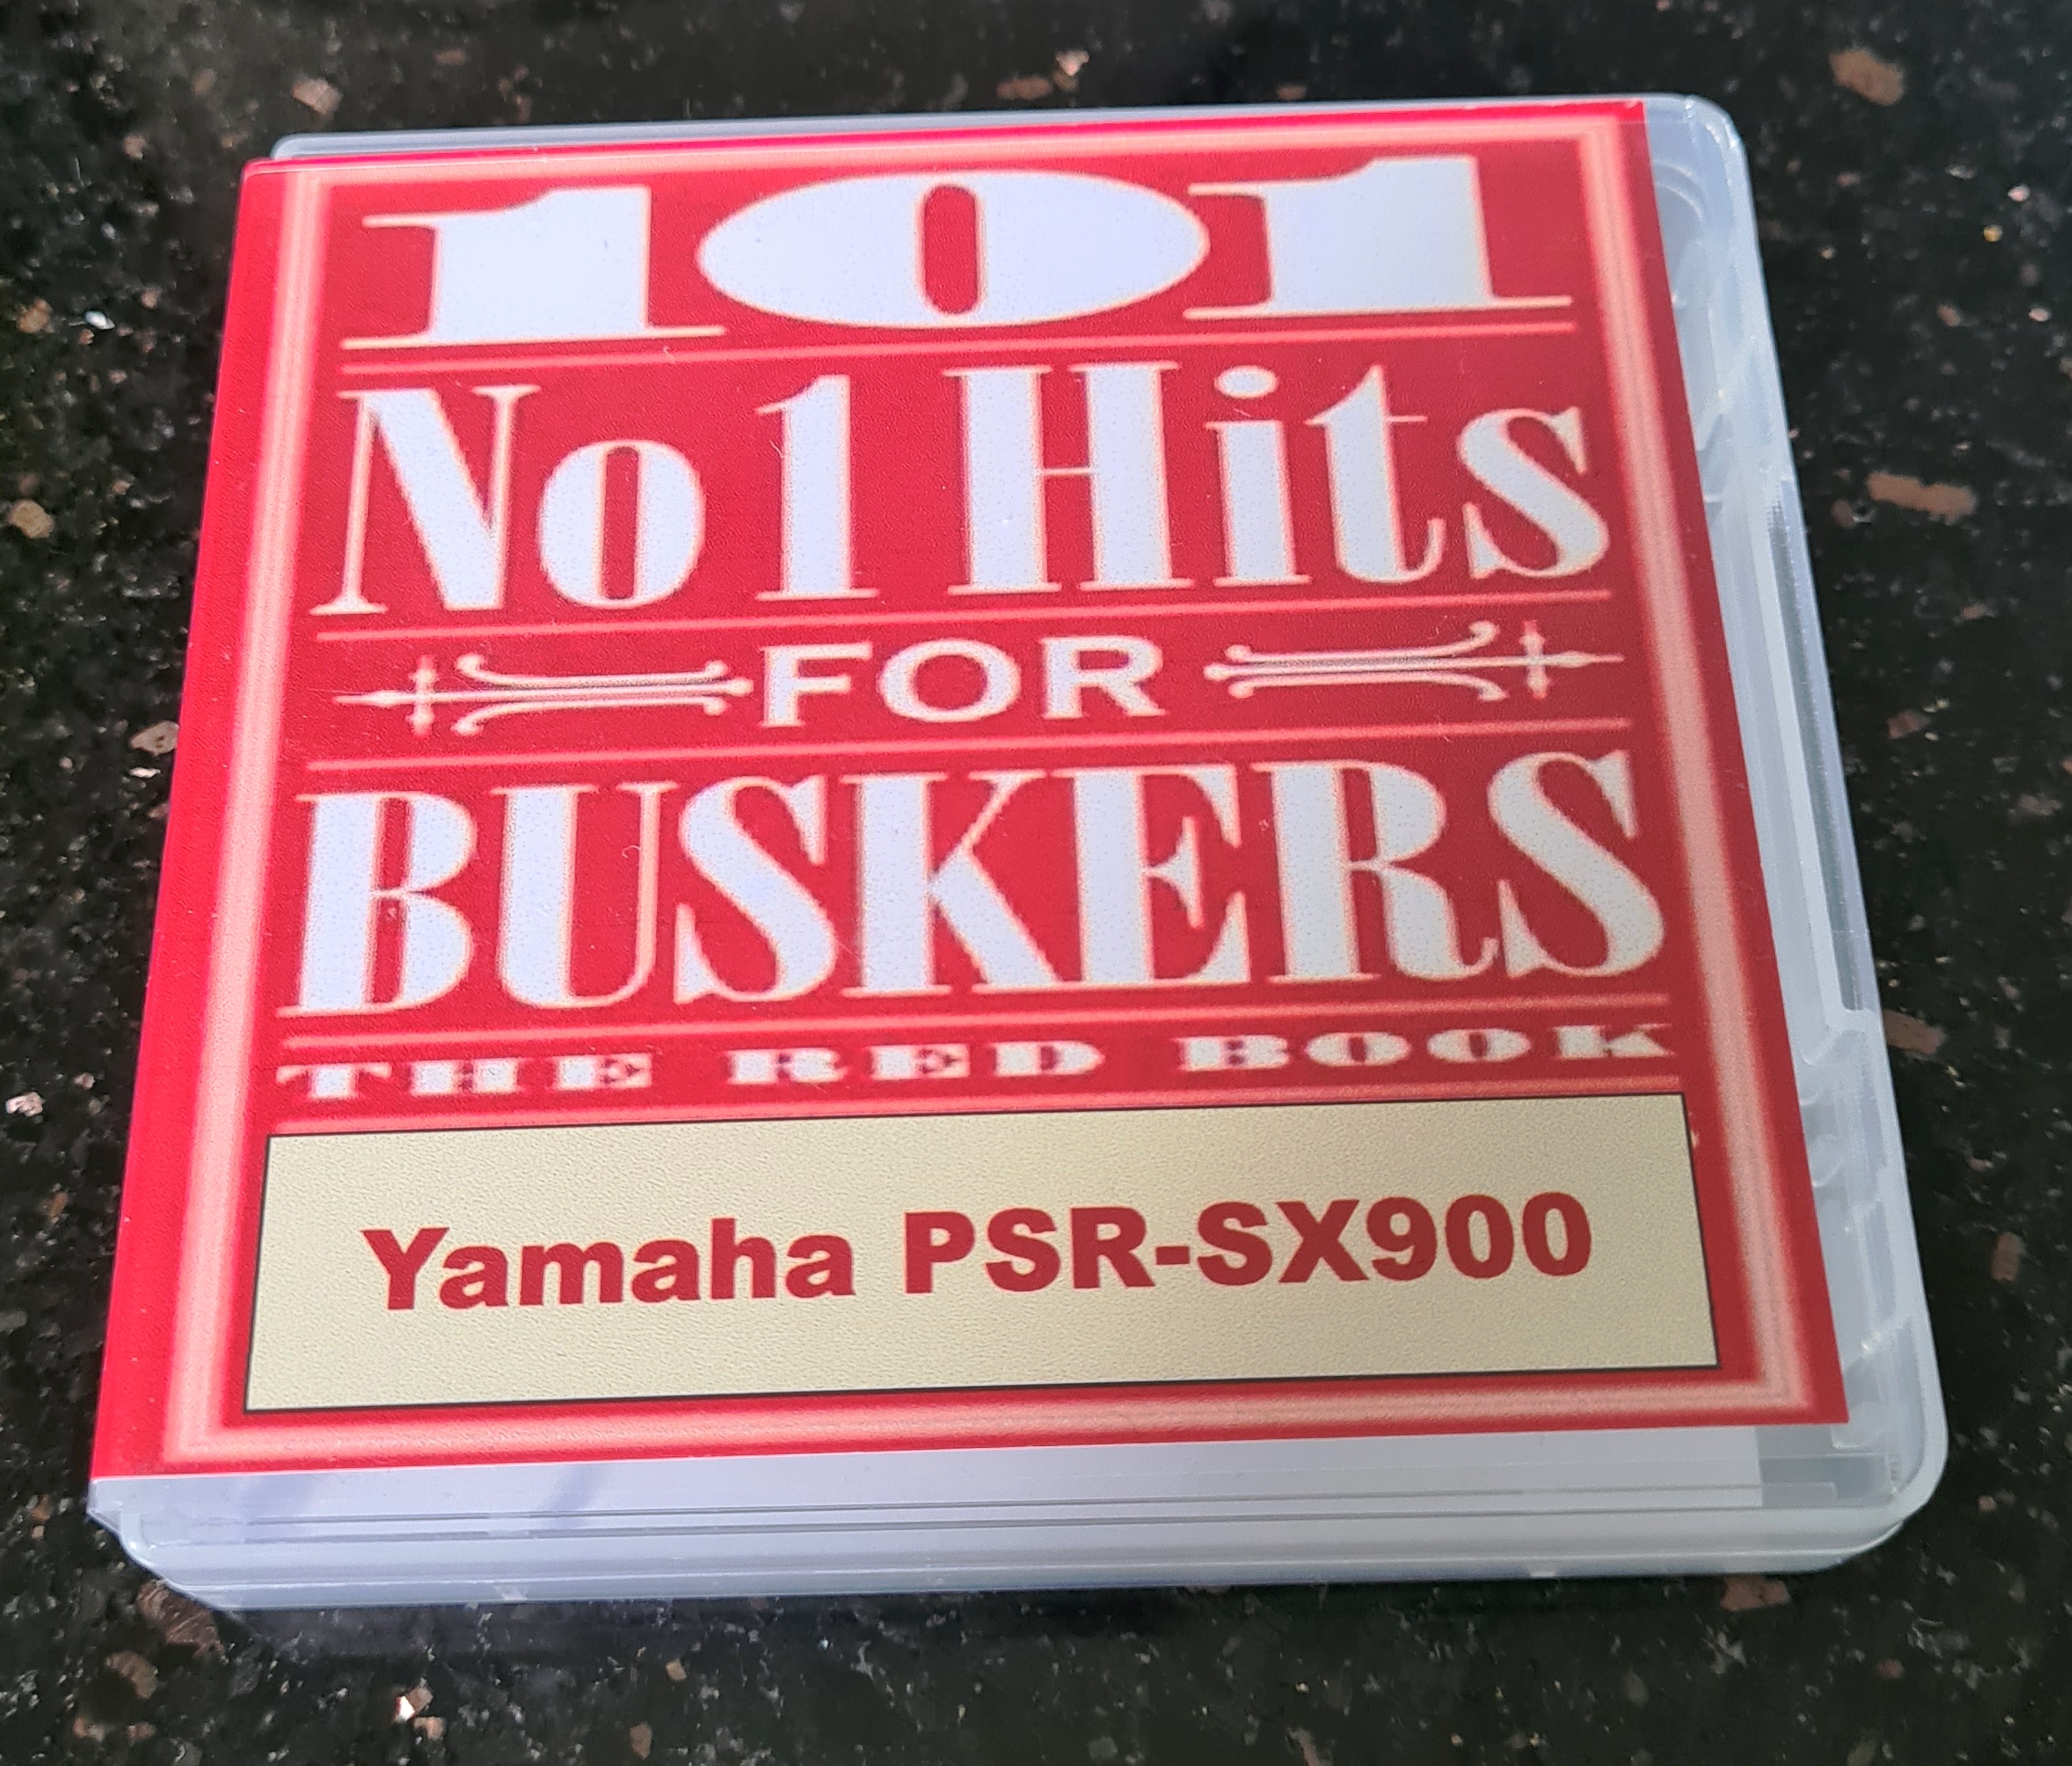 101
No 1 Hits
FOR
BUSKERS
THE RED BOOK
Yamaha PSR-SX900